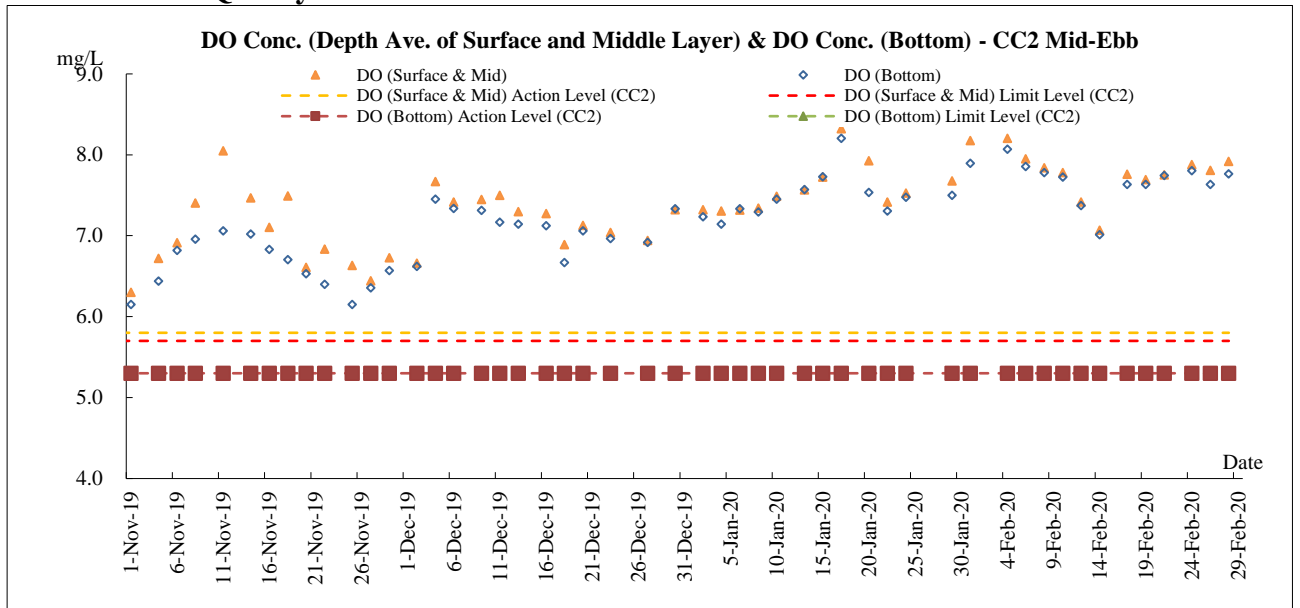 DO Conc. (Depth Ave. of Surface and Middle Layer) & DO Conc. (Bottom) - CC2 Mid-Ebb
mg/L
DO (Surface & Mid)
DO (Bottom)
DO (Surface & Mid) Action Level (CC2)
DO (Surface & Mid) Limit Level (CC2)
DO (Bottom) Action Level (CC2)
DO (Bottom) Limit Level (CC2)
9.0
8.0
7.0
6.0
5.0
4.0
Date
1-Nov-19
6-Nov-19
11-Nov-19
16-Nov-19
21-Nov-19
26-Nov-19
1-Dec-19
6-Dec-19
11-Dec-19
16-Dec-19
21-Dec-19
26-Dec-19
31-Dec-19
5-Jan-20
10-Jan-20
15-Jan-20
20-Jan-20
25-Jan-20
30-Jan-20
4-Feb-20
9-Feb-20
14-Feb-20
19-Feb-20
24-Feb-20
29-Feb-20